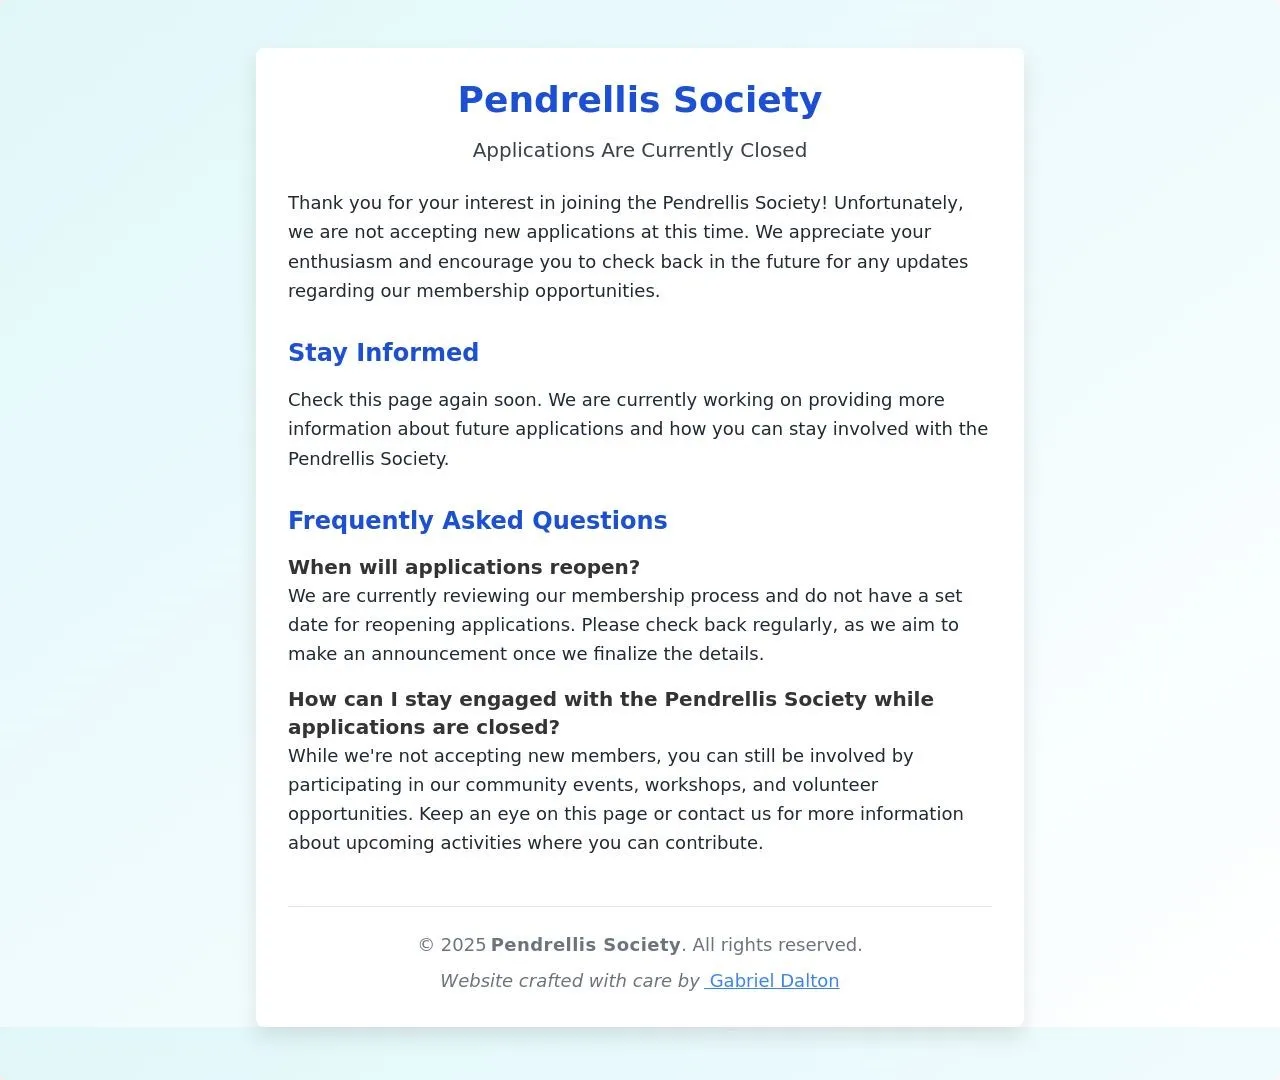 Pendrellis Society
Applications Are Currently Closed
Thank you for your interest in joining the Pendrellis Society! Unfortunately,
we are not accepting new applications at this time. We appreciate your
enthusiasm and encourage you to check back in the future for any updates
regarding our membership opportunities.
Stay Informed
Check this page again soon. We are currently working on providing more
information about future applications and how you can stay involved with the
Pendrellis Society.
Frequently Asked Questions
When will applications reopen?
We are currently reviewing our membership process and do not have a set
date for reopening applications. Please check back regularly, as we aim to
make an announcement once we finalize the details.
How can I stay engaged with the Pendrellis Society while
applications are closed?
While we're not accepting new members, you can still be involved by
participating in our community events, workshops, and volunteer
opportunities. Keep an eye on this page or contact us for more information
about upcoming activities where you can contribute.
© 2025 Pendrellis Society. All rights reserved.
Website crafted with care by Gabriel Dalton